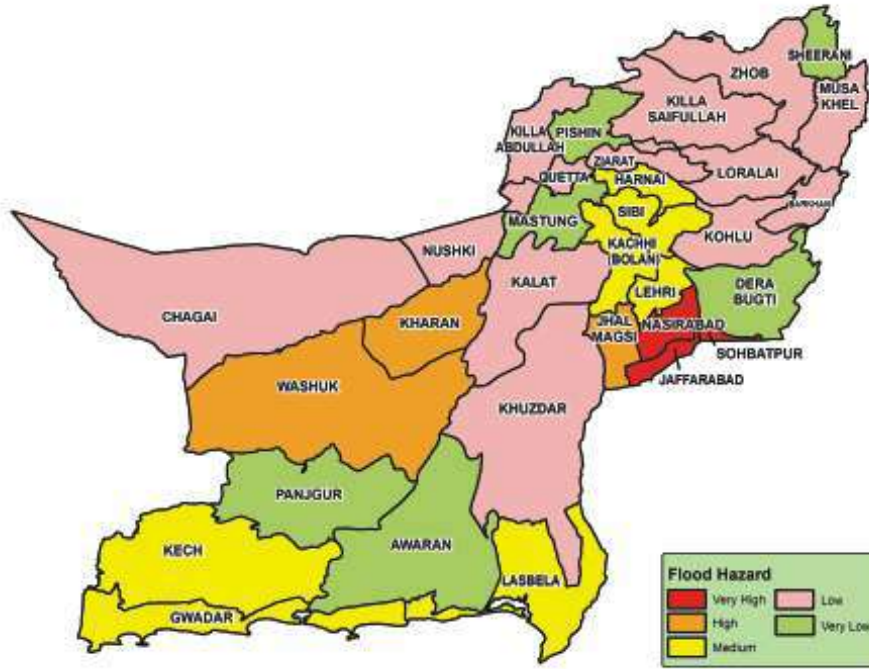 SHEERANI
ZHOB
MUSA
KHEL
KILLA
SAIFULLAH
KILLA
ABDULLAH
PISHIN
ZIARAT
LORALAI
QUETTA
HARNAI
BARKHAN
SIBI
MASTUNG
KOHLU
KACHHI
(BOLAN)
NUSHKI
KALAT
LEHRI
DERA
BUGTI
CHAGAI
KHARAN
JHAL
MAGSI
NASIRABAD
SOHBATPUR
JAFFARABAD
WASHUK
KHUZDAR
PANJGUR
AWARAN
KECH
LASBELA
GWADAR
Flood Hazard
Very High
Low
High
Very Low
Medium